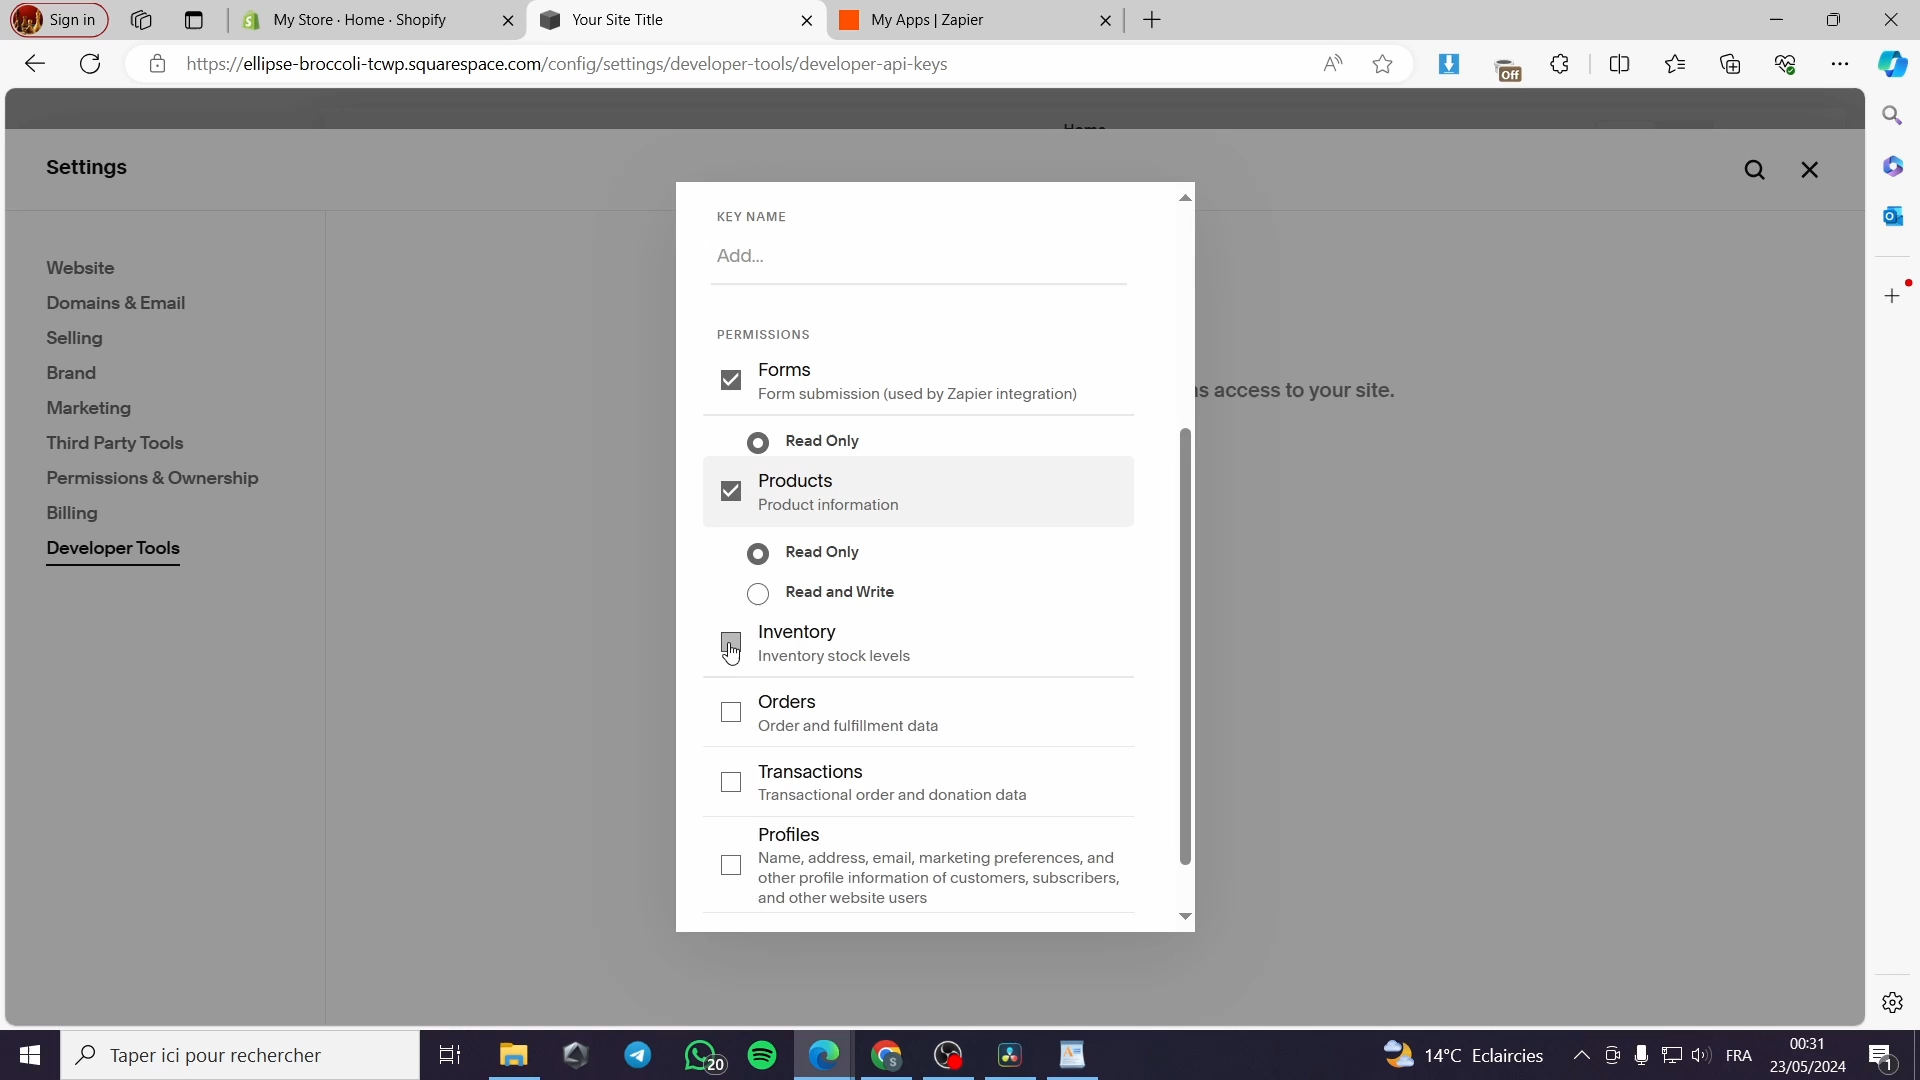 Sign in
My Store · Home · Shopify
Your Site Title
My Apps | Zapier
https://ellipse-broccoli-tcwp.squarespace.com/config/settings/developer-tools/developer-api-keys
Off
Home
Settings
Website
Domains & Email
Selling
Brand
Marketing
Third Party Tools
Permissions & Ownership
Billing
Developer Tools
KEY NAME
Add...
PERMISSIONS
Forms
Form submission (used by Zapier integration)
Read Only
Products
Product information
Read Only
Read and Write
Inventory
Inventory stock levels
Orders
Order and fulfillment data
Transactions
Transactional order and donation data
Profiles
Name, address, email, marketing preferences, and
other profile information of customers, subscribers,
and other website users
access to your site.
Taper ici pour rechercher
20
14°C Eclaircies
FRA
00:31
23/05/2024
1